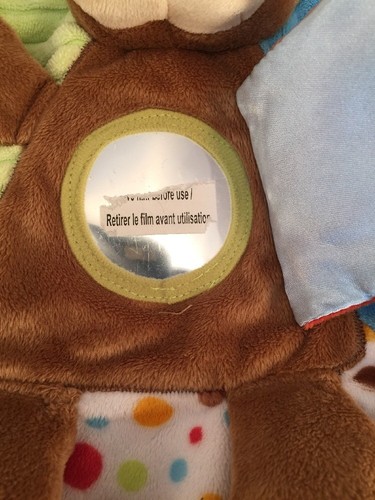 before use /
Retirer le film avant utilisation